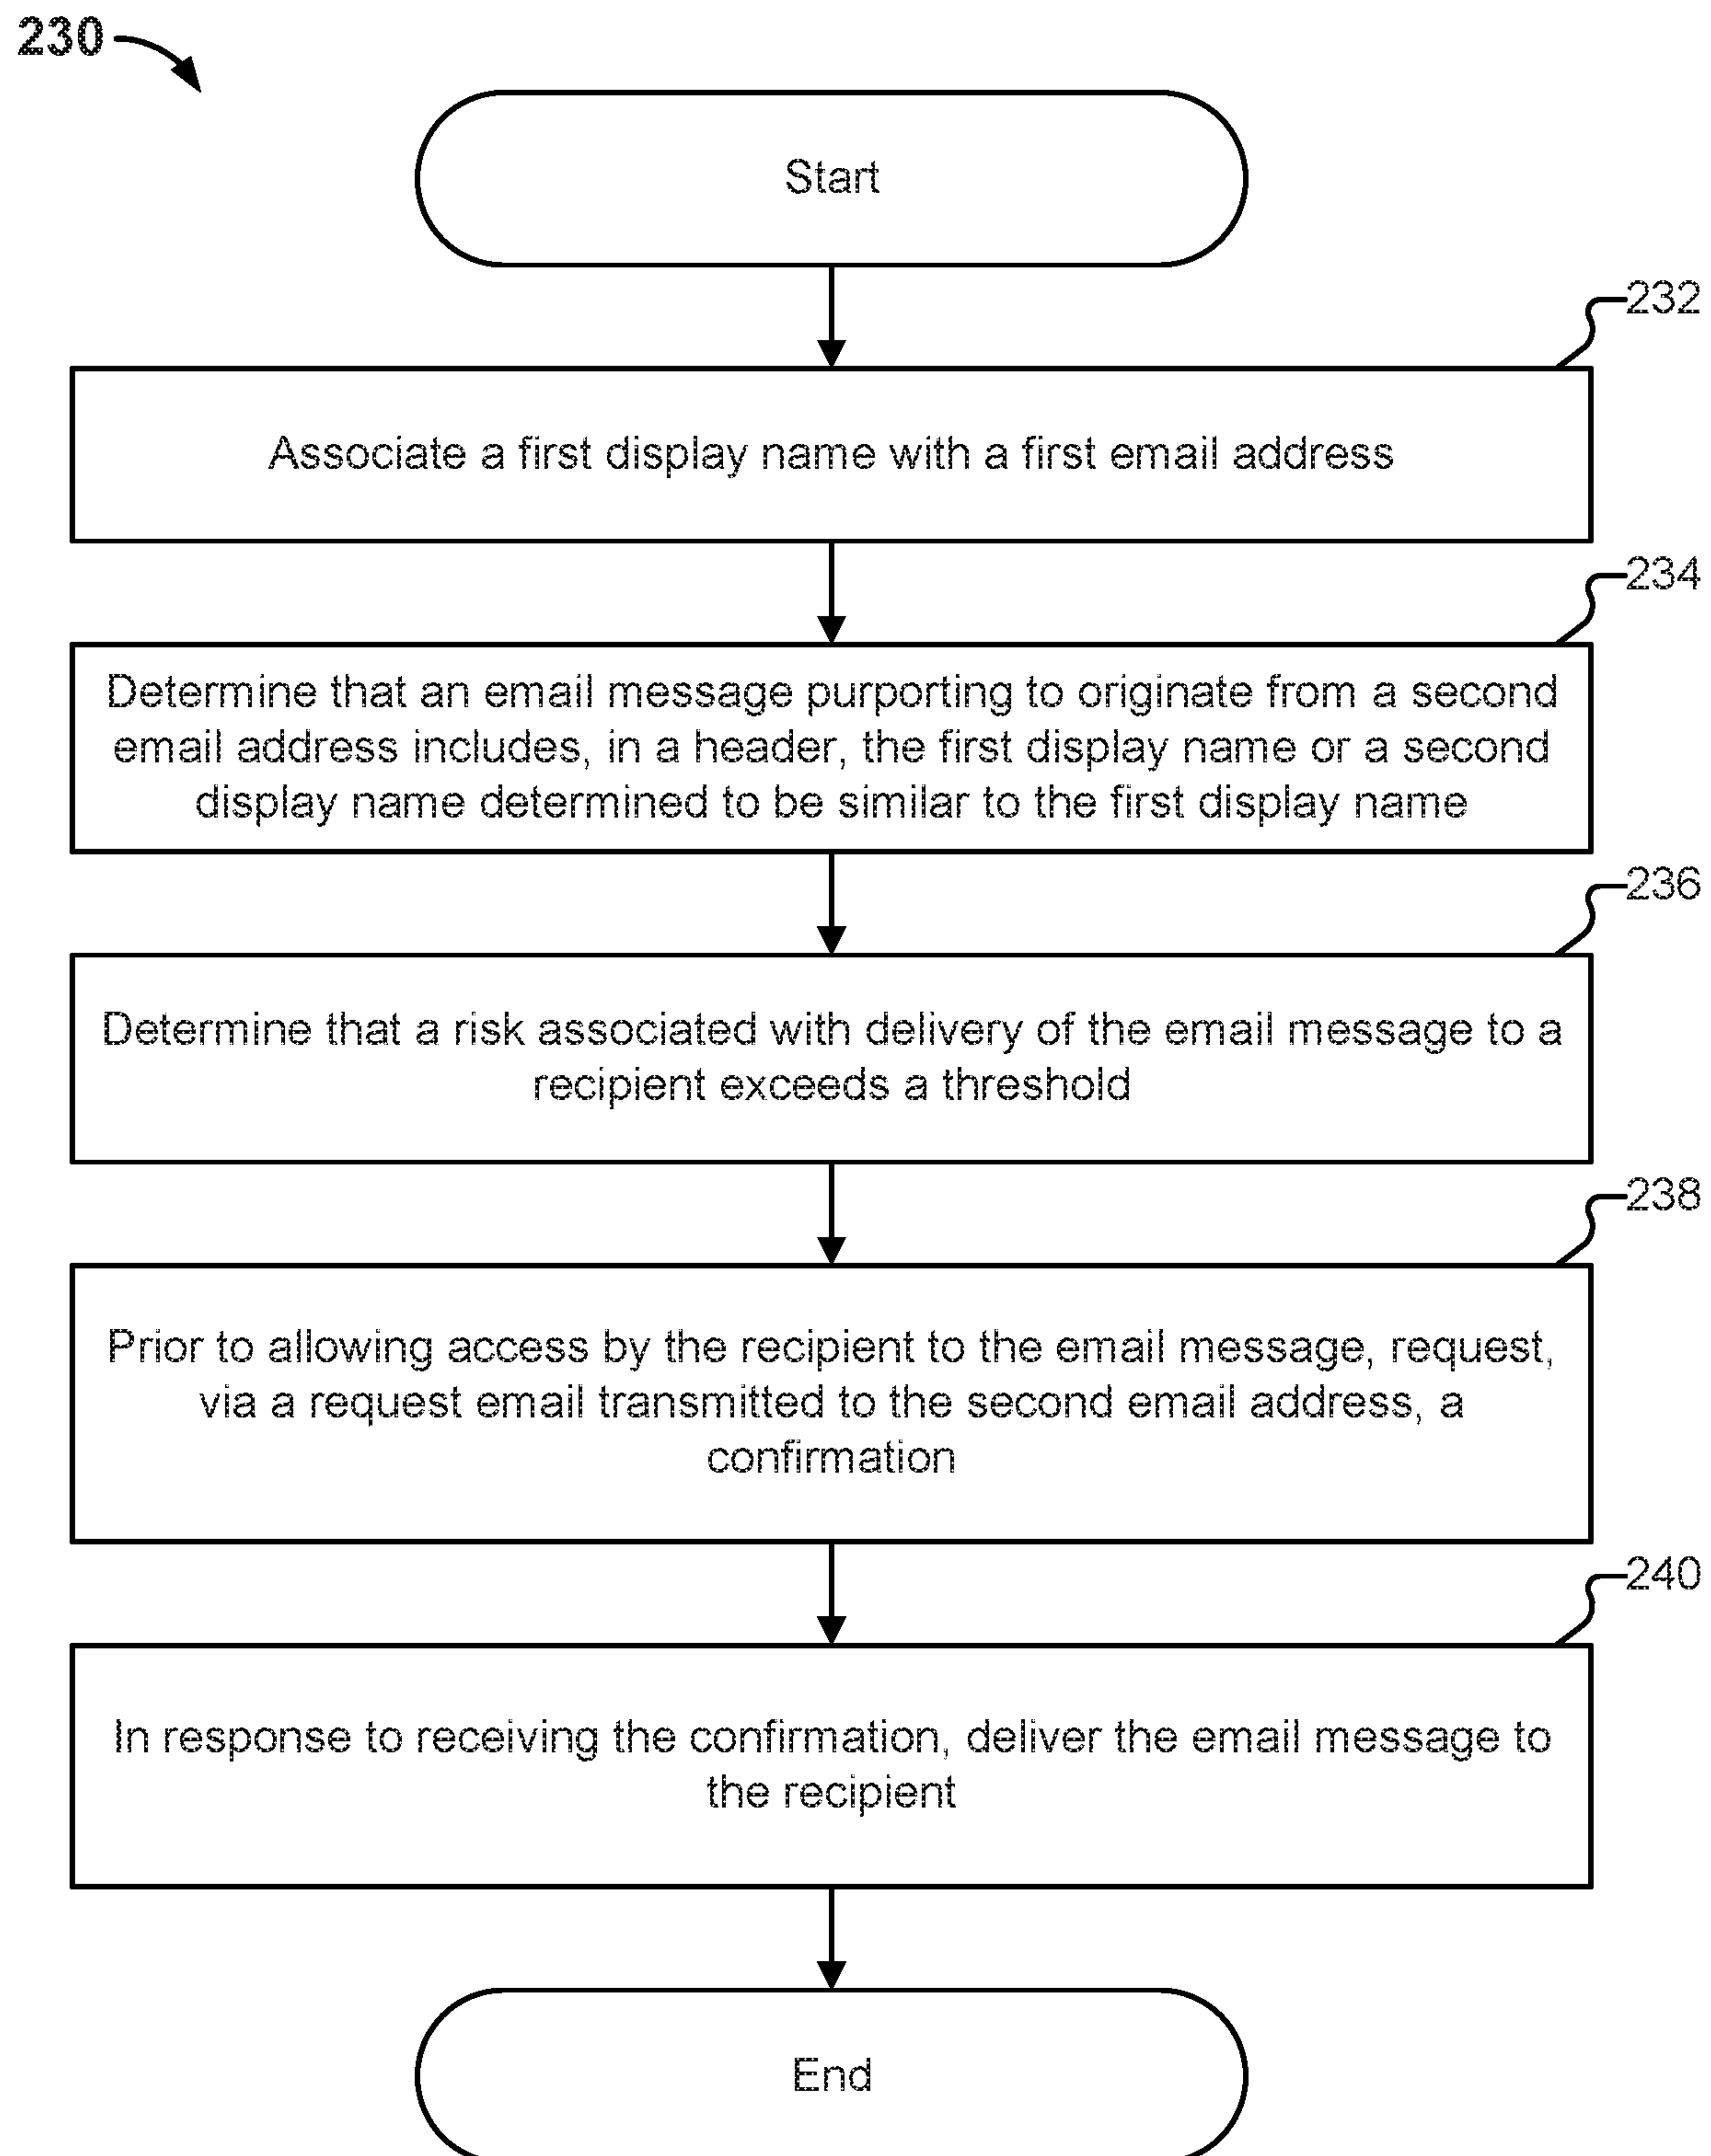 230
Start
232
Associate a first display name with a first email address
234
Determine that an email message purporting to originate from a second
email address includes, in a header, the first display name or a second
display name determined to be similar to the first display name
236
Determine that a risk associated with delivery of the email message to a
recipient exceeds a threshold
238
Prior to allowing access by the recipient to the email message, request,
via a request email transmitted to the second email address, a
confirmation
240
In response to receiving the confirmation, deliver the email message to
the recipient
End